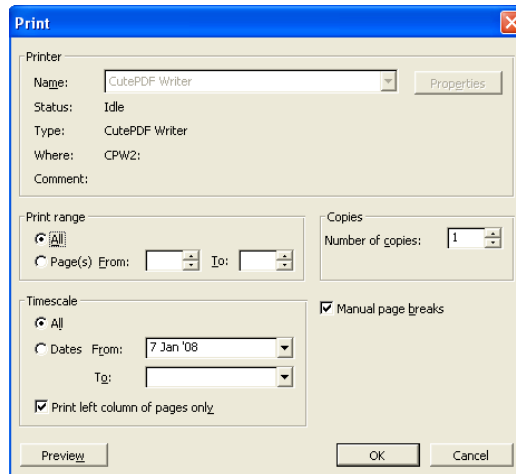 Print
Printer
Name: CutePDF Writer Properties
Status: Idle
Type: CutePDF Writer
Where: CPW2:
Comment:
Print range
All
Page(s) From: To:
Copies
Number of copies: 1
Timescale
All
Dates From: 7 Jan '08
To:
Print left column of pages only
Manual page breaks
Preview OK Cancel